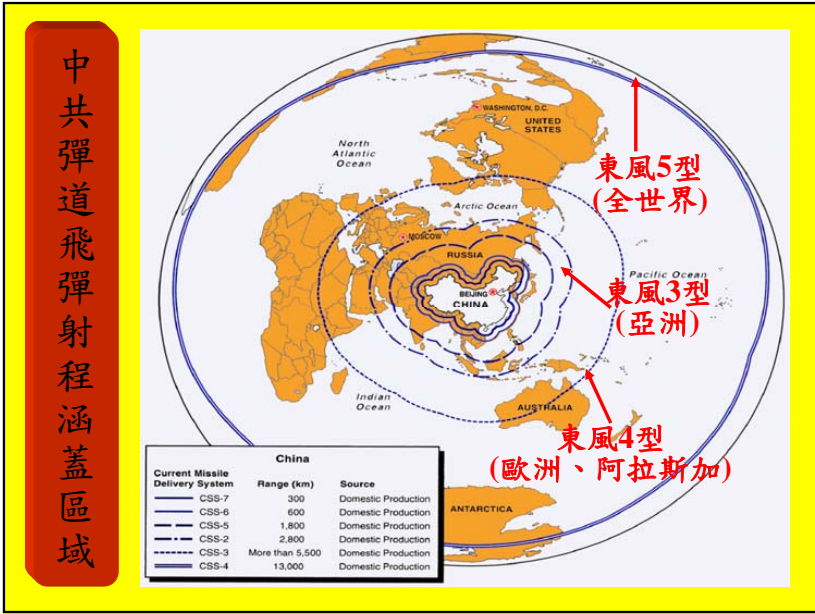 中共彈道飛彈射程涵蓋區域
WASHINGTON, D.C.
UNITED
STATES
North
Atlantic
Ocean
東風5型
(全世界)
Arctic Ocean
MOSCOW
RUSSIA
Pacific Ocean
BEIJING
CHINA
東風3型
(亞洲)
Indian
Ocean
AUSTRALIA
東風4型
(歐洲、阿拉斯加)
ANTARCTICA
China
Current Missile
Delivery System Range (km) Source
CSS-7 300 Domestic Production
CSS-6 600 Domestic Production
CSS-5 1,800 Domestic Production
CSS-2 2,800 Domestic Production
CSS-3 More than 5,500 Domestic Production
CSS-4 13,000 Domestic Production